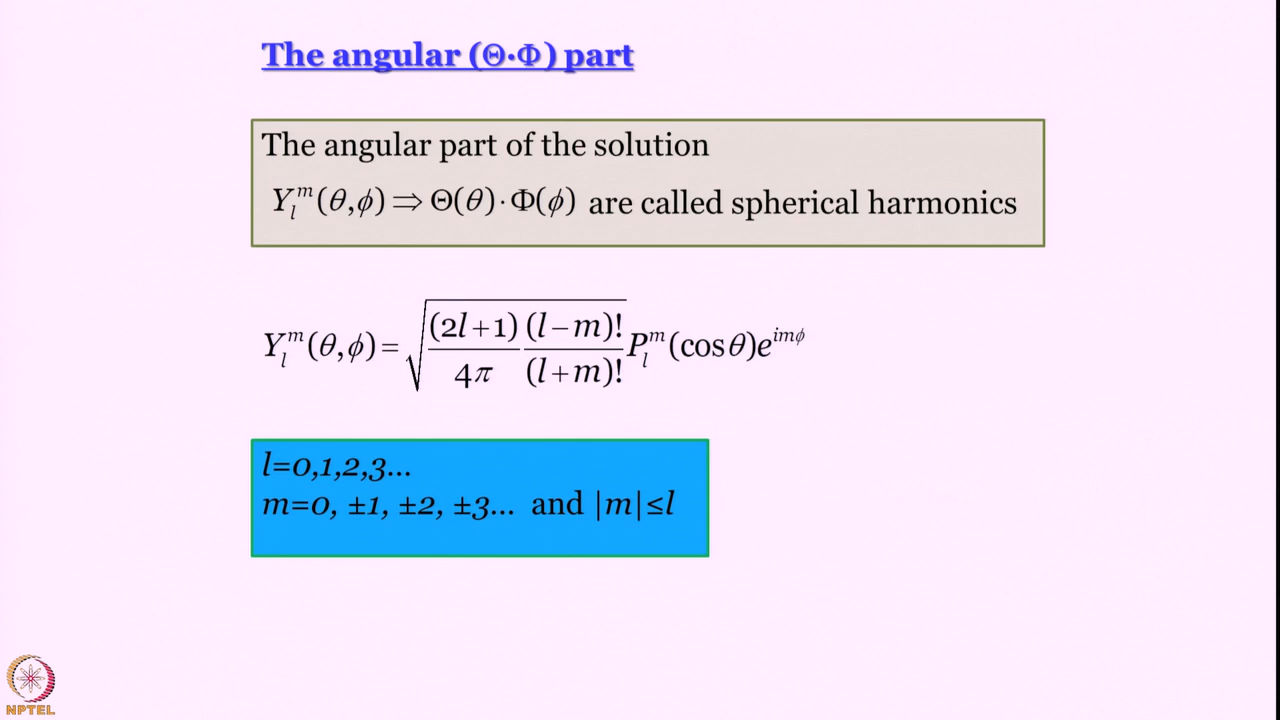 The angular (Θ·Φ) part
The angular part of the solution
Y_l^m(θ,ϕ) ⇒ Θ(θ)·Φ(ϕ) are called spherical harmonics
Y_l^m(θ,ϕ) = √((2l+1)/4π (l−m)!/(l+m)!) P_l^m(cosθ)e^{imϕ}
l=0,1,2,3...
m=0, ±1, ±2, ±3... and |m|≤l
NPTEL